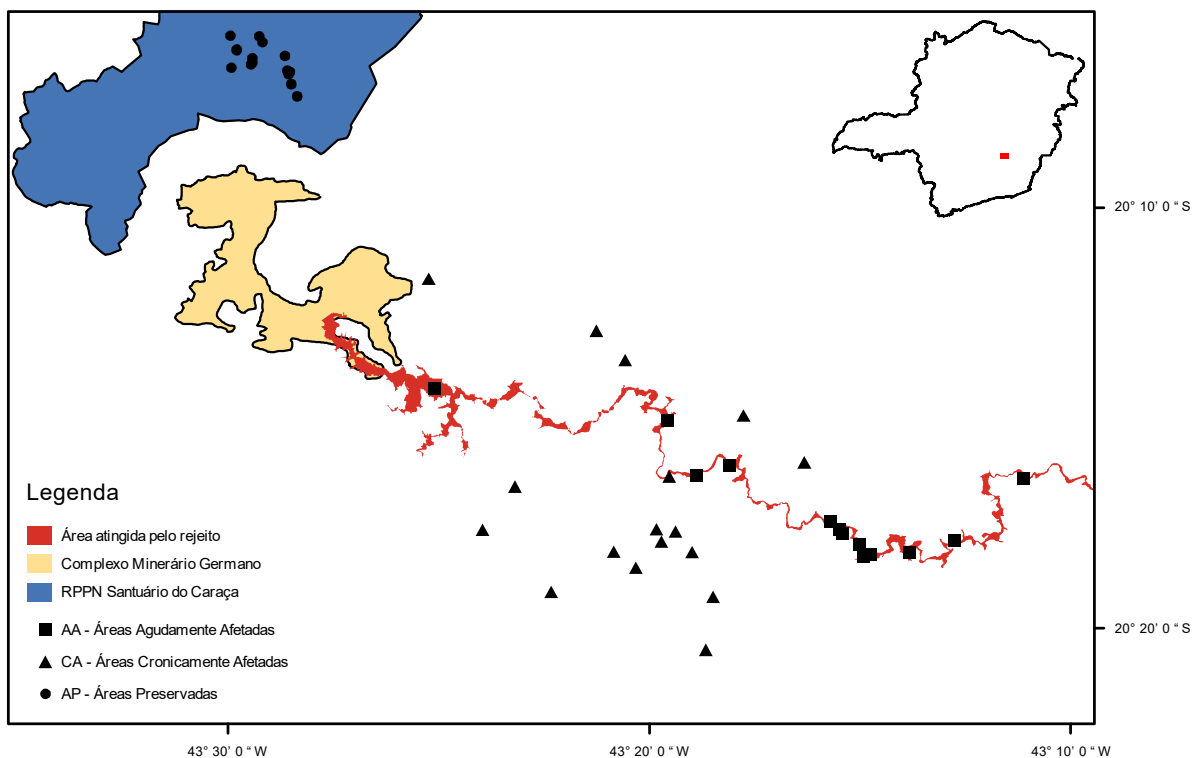 20° 10' 0 “ S
Legenda
Área atingida pelo rejeito
Complexo Minerário Germano
RPPN Santuário do Caraça
AA - Áreas Agudamente Afetadas
CA - Áreas Cronicamente Afetadas
AP - Áreas Preservadas
20° 20' 0 “ S
43° 30' 0 “ W
43° 20' 0 “ W
43° 10' 0 “ W